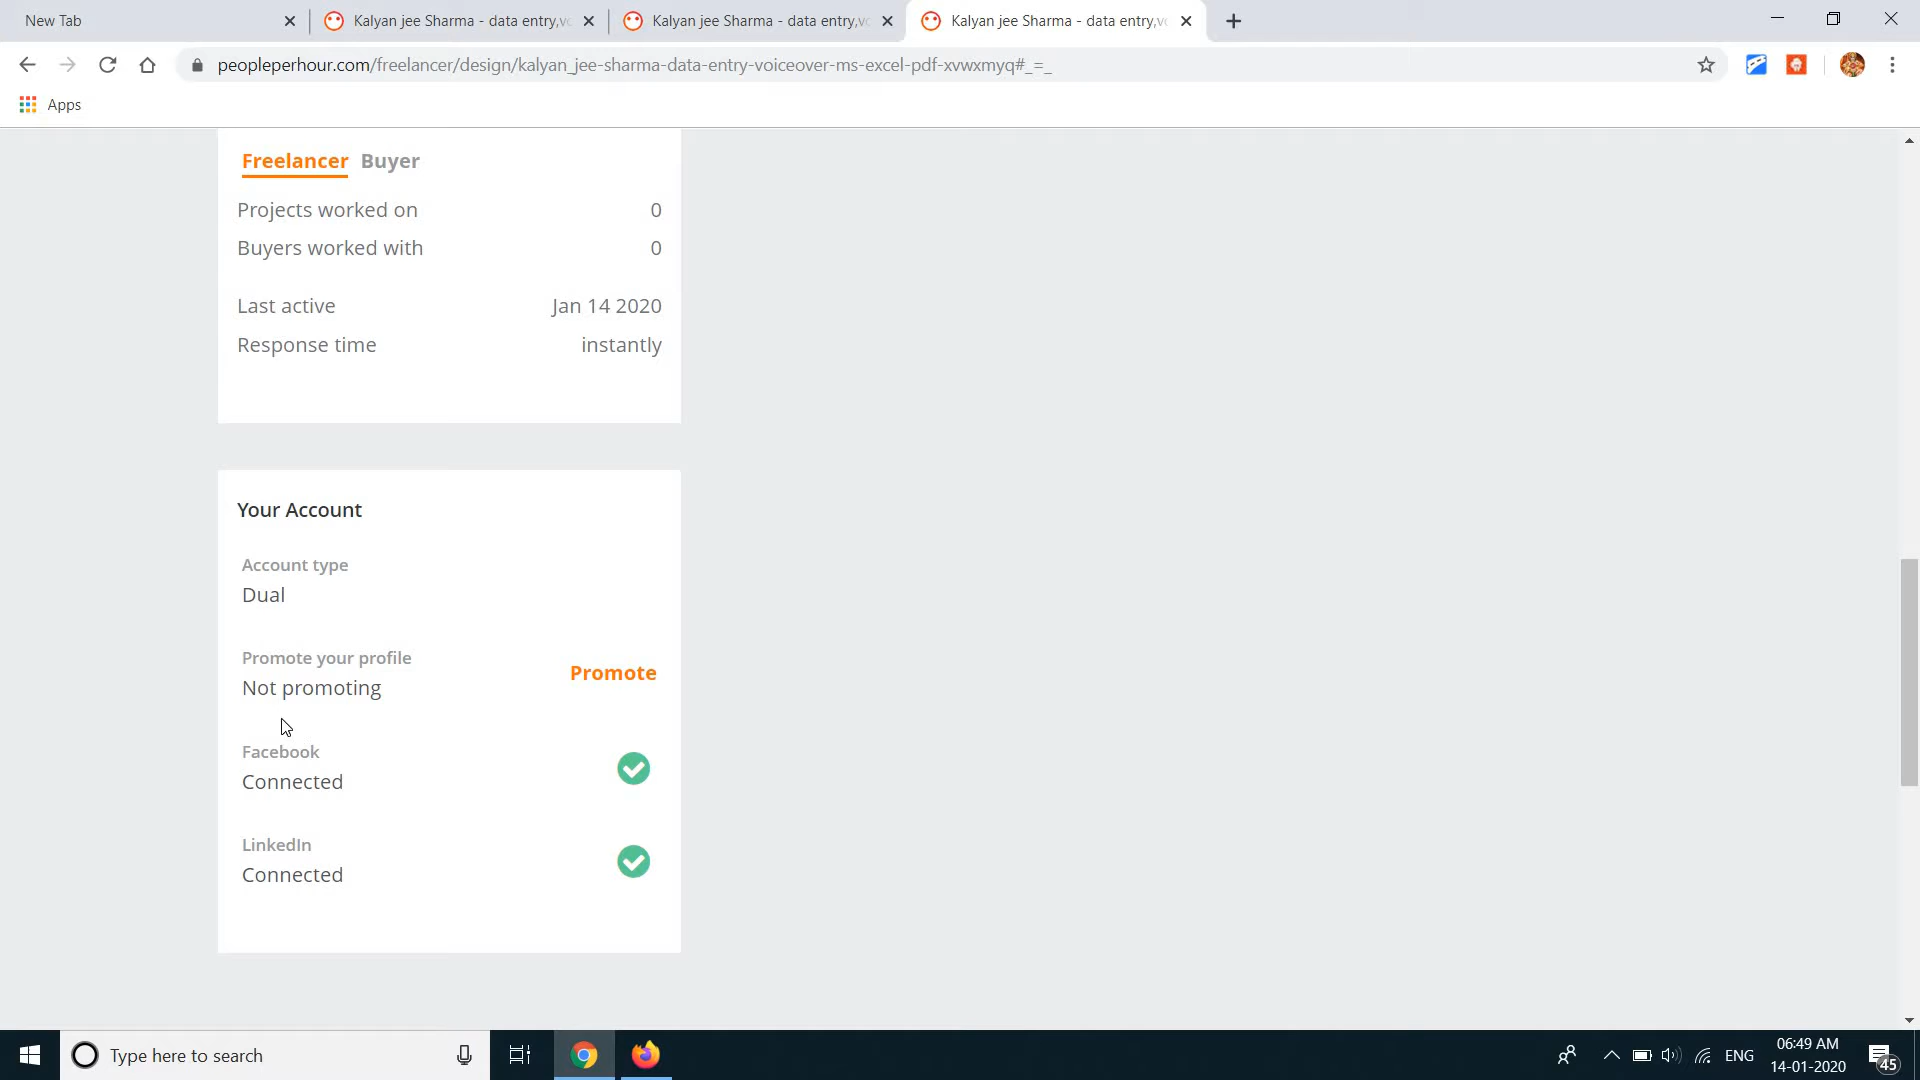 New Tab
Kalyan jee Sharma - data entry,vo
Kalyan jee Sharma - data entry,vo
Kalyan jee Sharma - data entry,vo
peopleperhour.com/freelancer/design/kalyan_jee-sharma-data-entry-voiceover-ms-excel-pdf-xvwxmyq#_=_
Apps
Freelancer Buyer
Projects worked on 0
Buyers worked with 0
Last active Jan 14 2020
Response time instantly
Your Account
Account type
Dual
Promote your profile
Not promoting
Promote
Facebook
Connected
LinkedIn
Connected
Type here to search
ENG
06:49 AM
14-01-2020
45